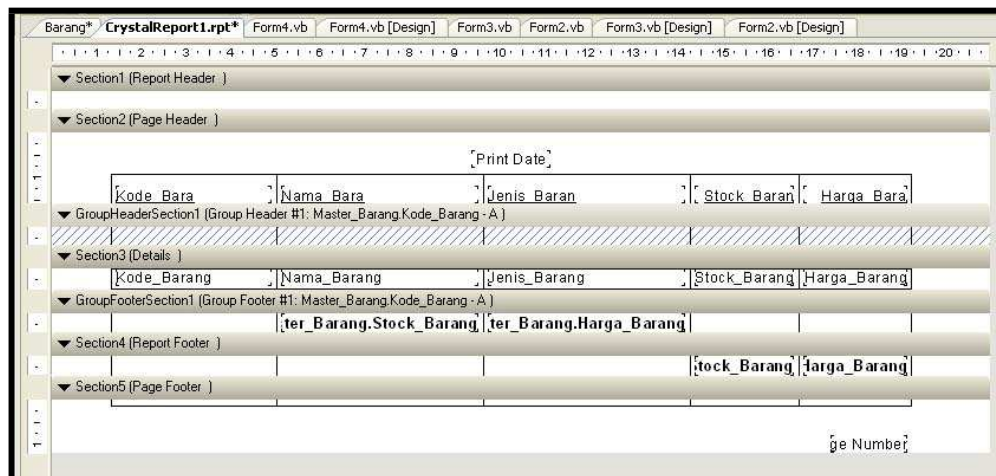 Barang* CrystalReport1.rpt* Form4.vb Form4.vb [Design] Form3.vb Form2.vb Form3.vb [Design] Form2.vb [Design]
1 2 3 4 5 6 7 8 9 10 11 12 13 14 15 16 17 18 19 20
Section1 (Report Header )
Section2 (Page Header )
Print Date
Kode_Bara Nama_Bara Jenis_Baran Stock_Baran Harga_Bara
GroupHeaderSection1 (Group Header #1: Master_Barang.Kode_Barang - A )
Section3 (Details )
Kode_Barang Nama_Barang Jenis_Barang Stock_Barang Harga_Barang
GroupFooterSection1 (Group Footer #1: Master_Barang.Kode_Barang - A )
ter_Barang.Stock_Barang ter_Barang.Harga_Barang
Section4 (Report Footer )
tock_Barang Harga_Barang
Section5 (Page Footer )
ge Number